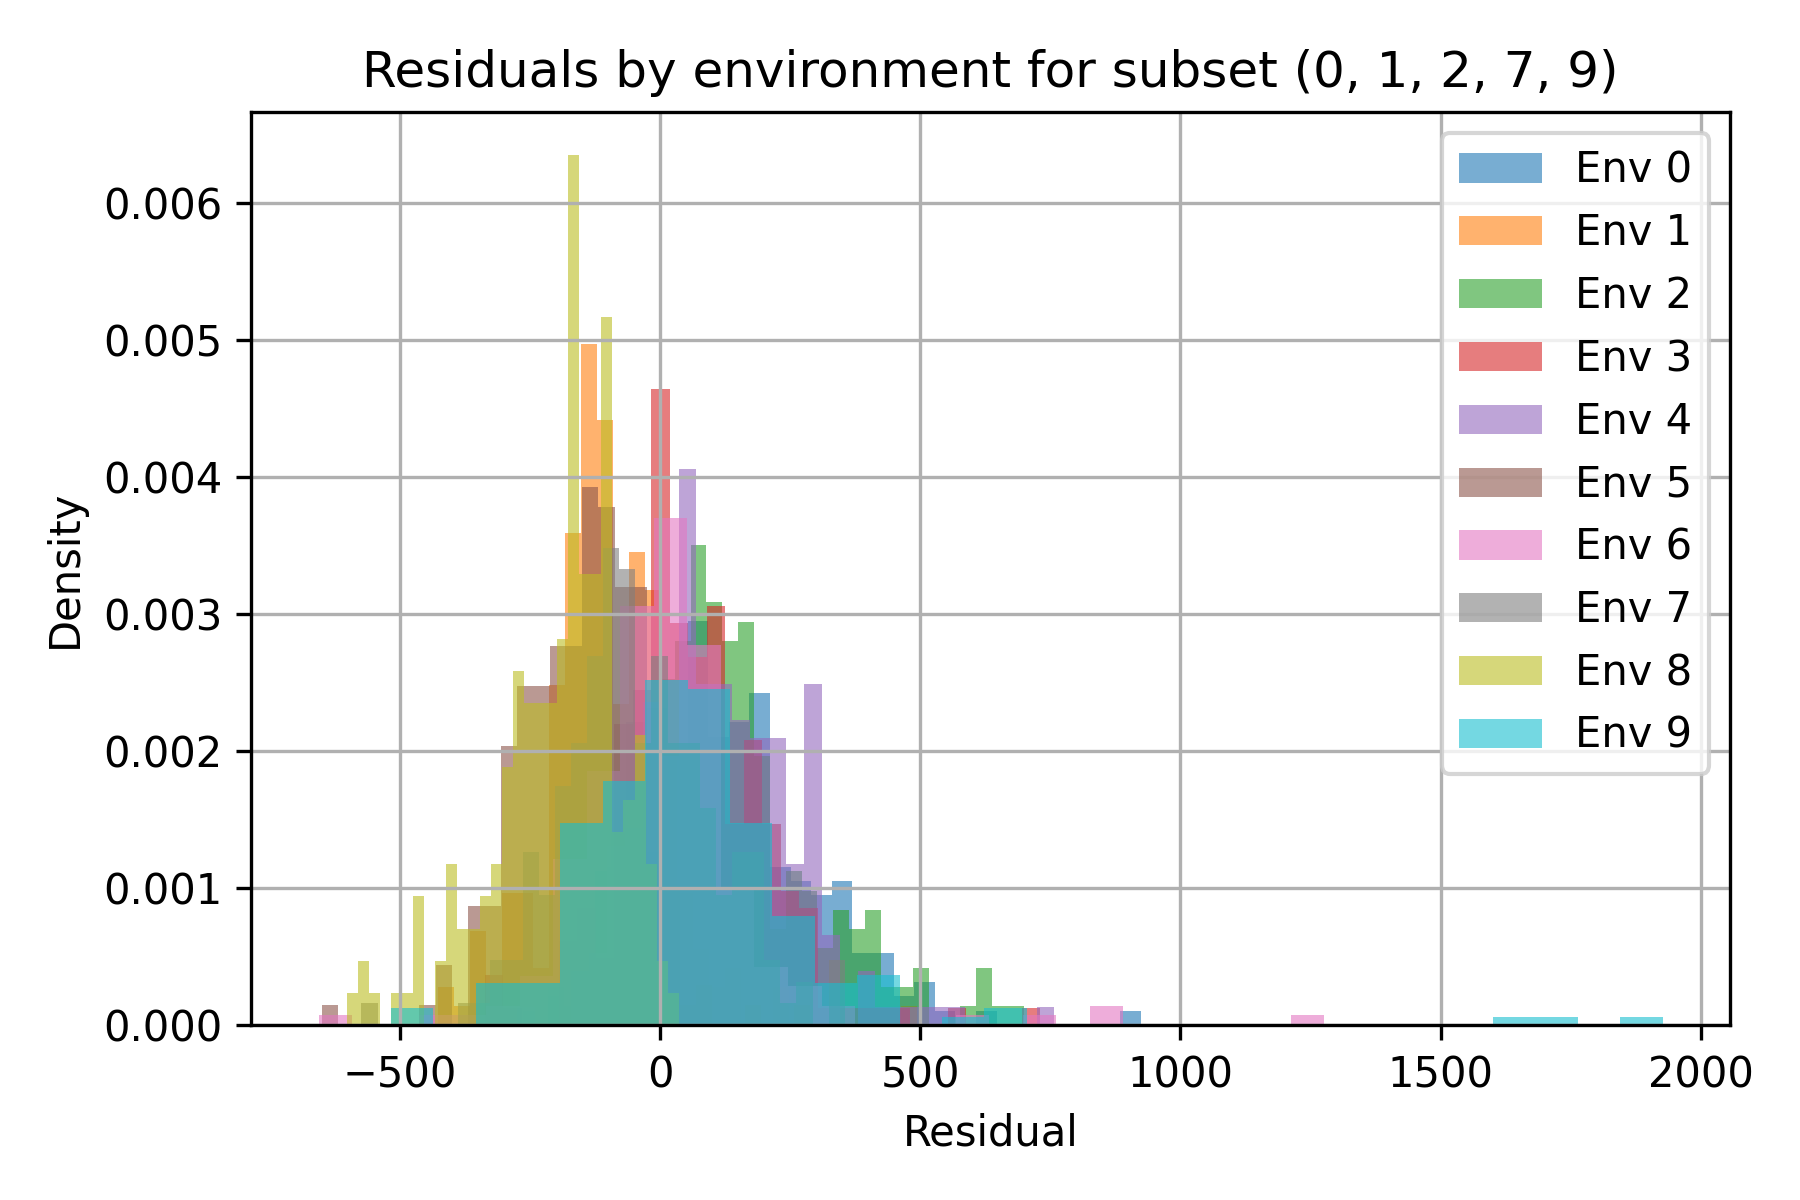 Residuals by environment for subset (0, 1, 2, 7, 9)
Env 0
Env 1
Env 2
Env 3
Env 4
Env 5
Env 6
Env 7
Env 8
Env 9
0.006
0.005
0.004
0.003
0.002
0.001
0.000
Density
−500
0
500
1000
1500
2000
Residual